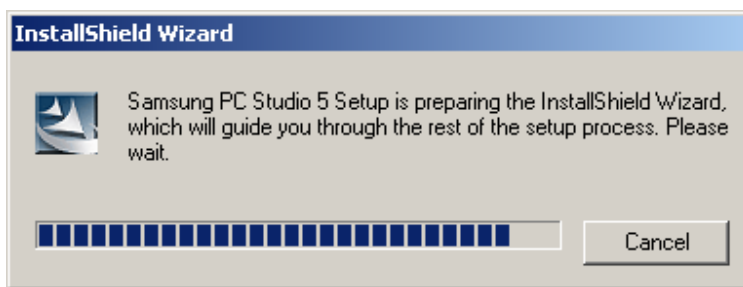 InstallShield Wizard
Samsung PC Studio 5 Setup is preparing the InstallShield Wizard,
which will guide you through the rest of the setup process. Please
wait.
Cancel